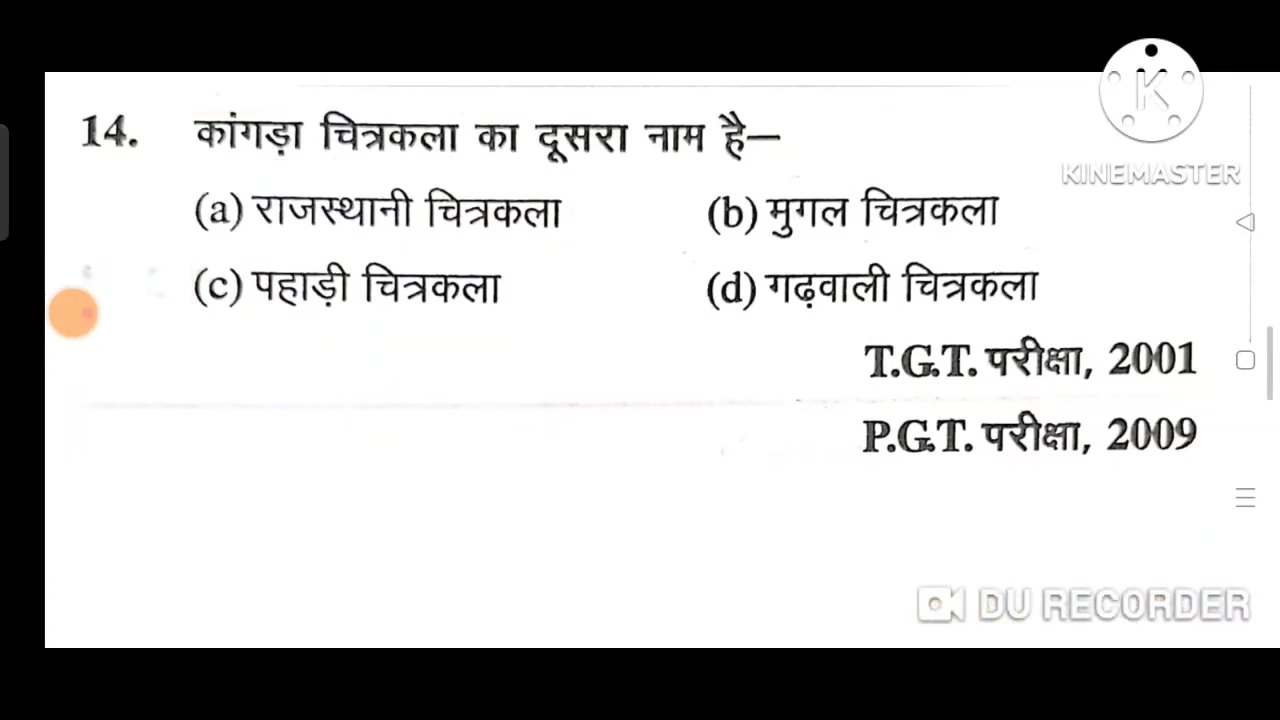 KINEMASTER
14. कांगड़ा चित्रकला का दूसरा नाम है–
(a) राजस्थानी चित्रकला (b) मुगल चित्रकला
(c) पहाड़ी चित्रकला (d) गढ़वाली चित्रकला
T.G.T. परीक्षा, 2001
P.G.T. परीक्षा, 2009
DU RECORDER